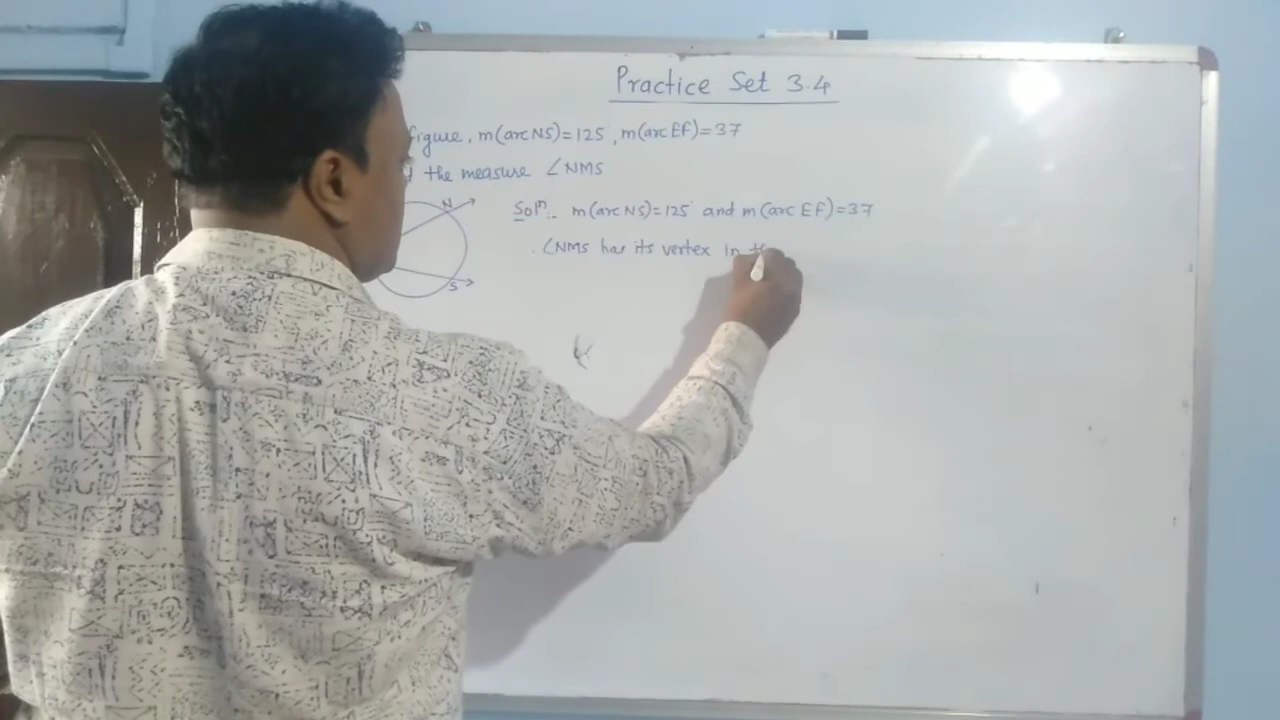 Practice Set 3.4
figure, m(arc NS)=125, m(arc EF)=37
the measure ∠NMS
N
Solⁿ:- m(arc NS)=125 and m(arc EF)=37
∠NMS has its vertex in
S